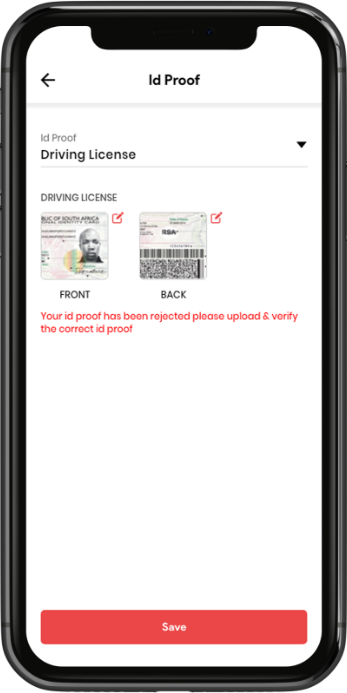 Id Proof
Id Proof
Driving License
DRIVING LICENSE
BLIC OF SOUTH AFRICA
ONAL IDENTITY CARD
RSA
FRONT
BACK
Your id proof has been rejected please upload & verify
the correct id proof
Save